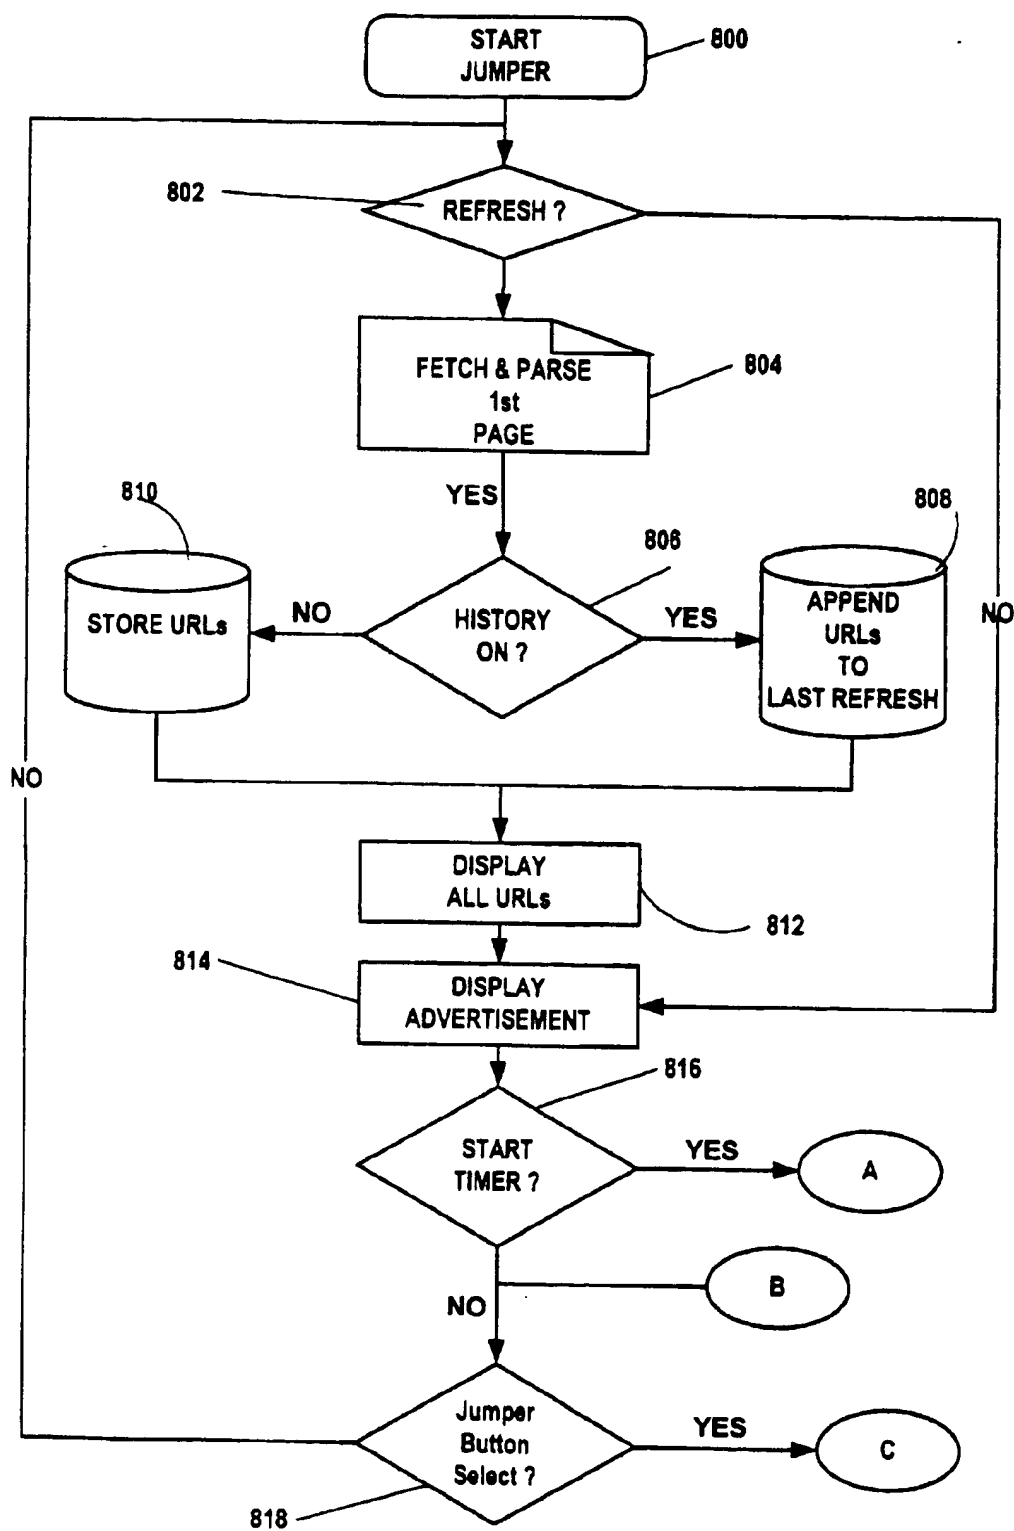 START
JUMPER
800
802
REFRESH ?
FETCH & PARSE
1st
PAGE
804
YES
810
808
806
STORE URLs
NO
HISTORY
ON ?
YES
APPEND
URLs
TO
LAST REFRESH
NO
NO
DISPLAY
ALL URLs
812
814
DISPLAY
ADVERTISEMENT
816
START
TIMER ?
YES
A
B
NO
Jumper
Button
Select ?
YES
C
818